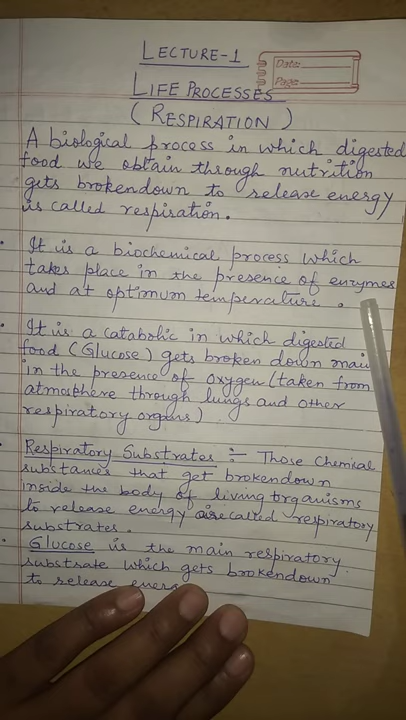 LECTURE-1
Date:
Page:
LIFE PROCESSES
( RESPIRATION )
A biological process in which digested
food we obtain through nutrition
gets brokendown to release energy
is called respiration.
It is a biochemical process which
takes place in the presence of enzymes
and at optimum temperature .
It is a catabolic in which digested
food (Glucose) gets broken down
in the presence of oxygen (taken from
atmosphere through lungs and other
respiratory organs)
Respiratory Substrates :- Those Chemical
substances that get brokendown
inside the body of living organisms
to release energy are called respiratory
substrates .
Glucose is the main respiratory
substrate which gets brokendown
to release